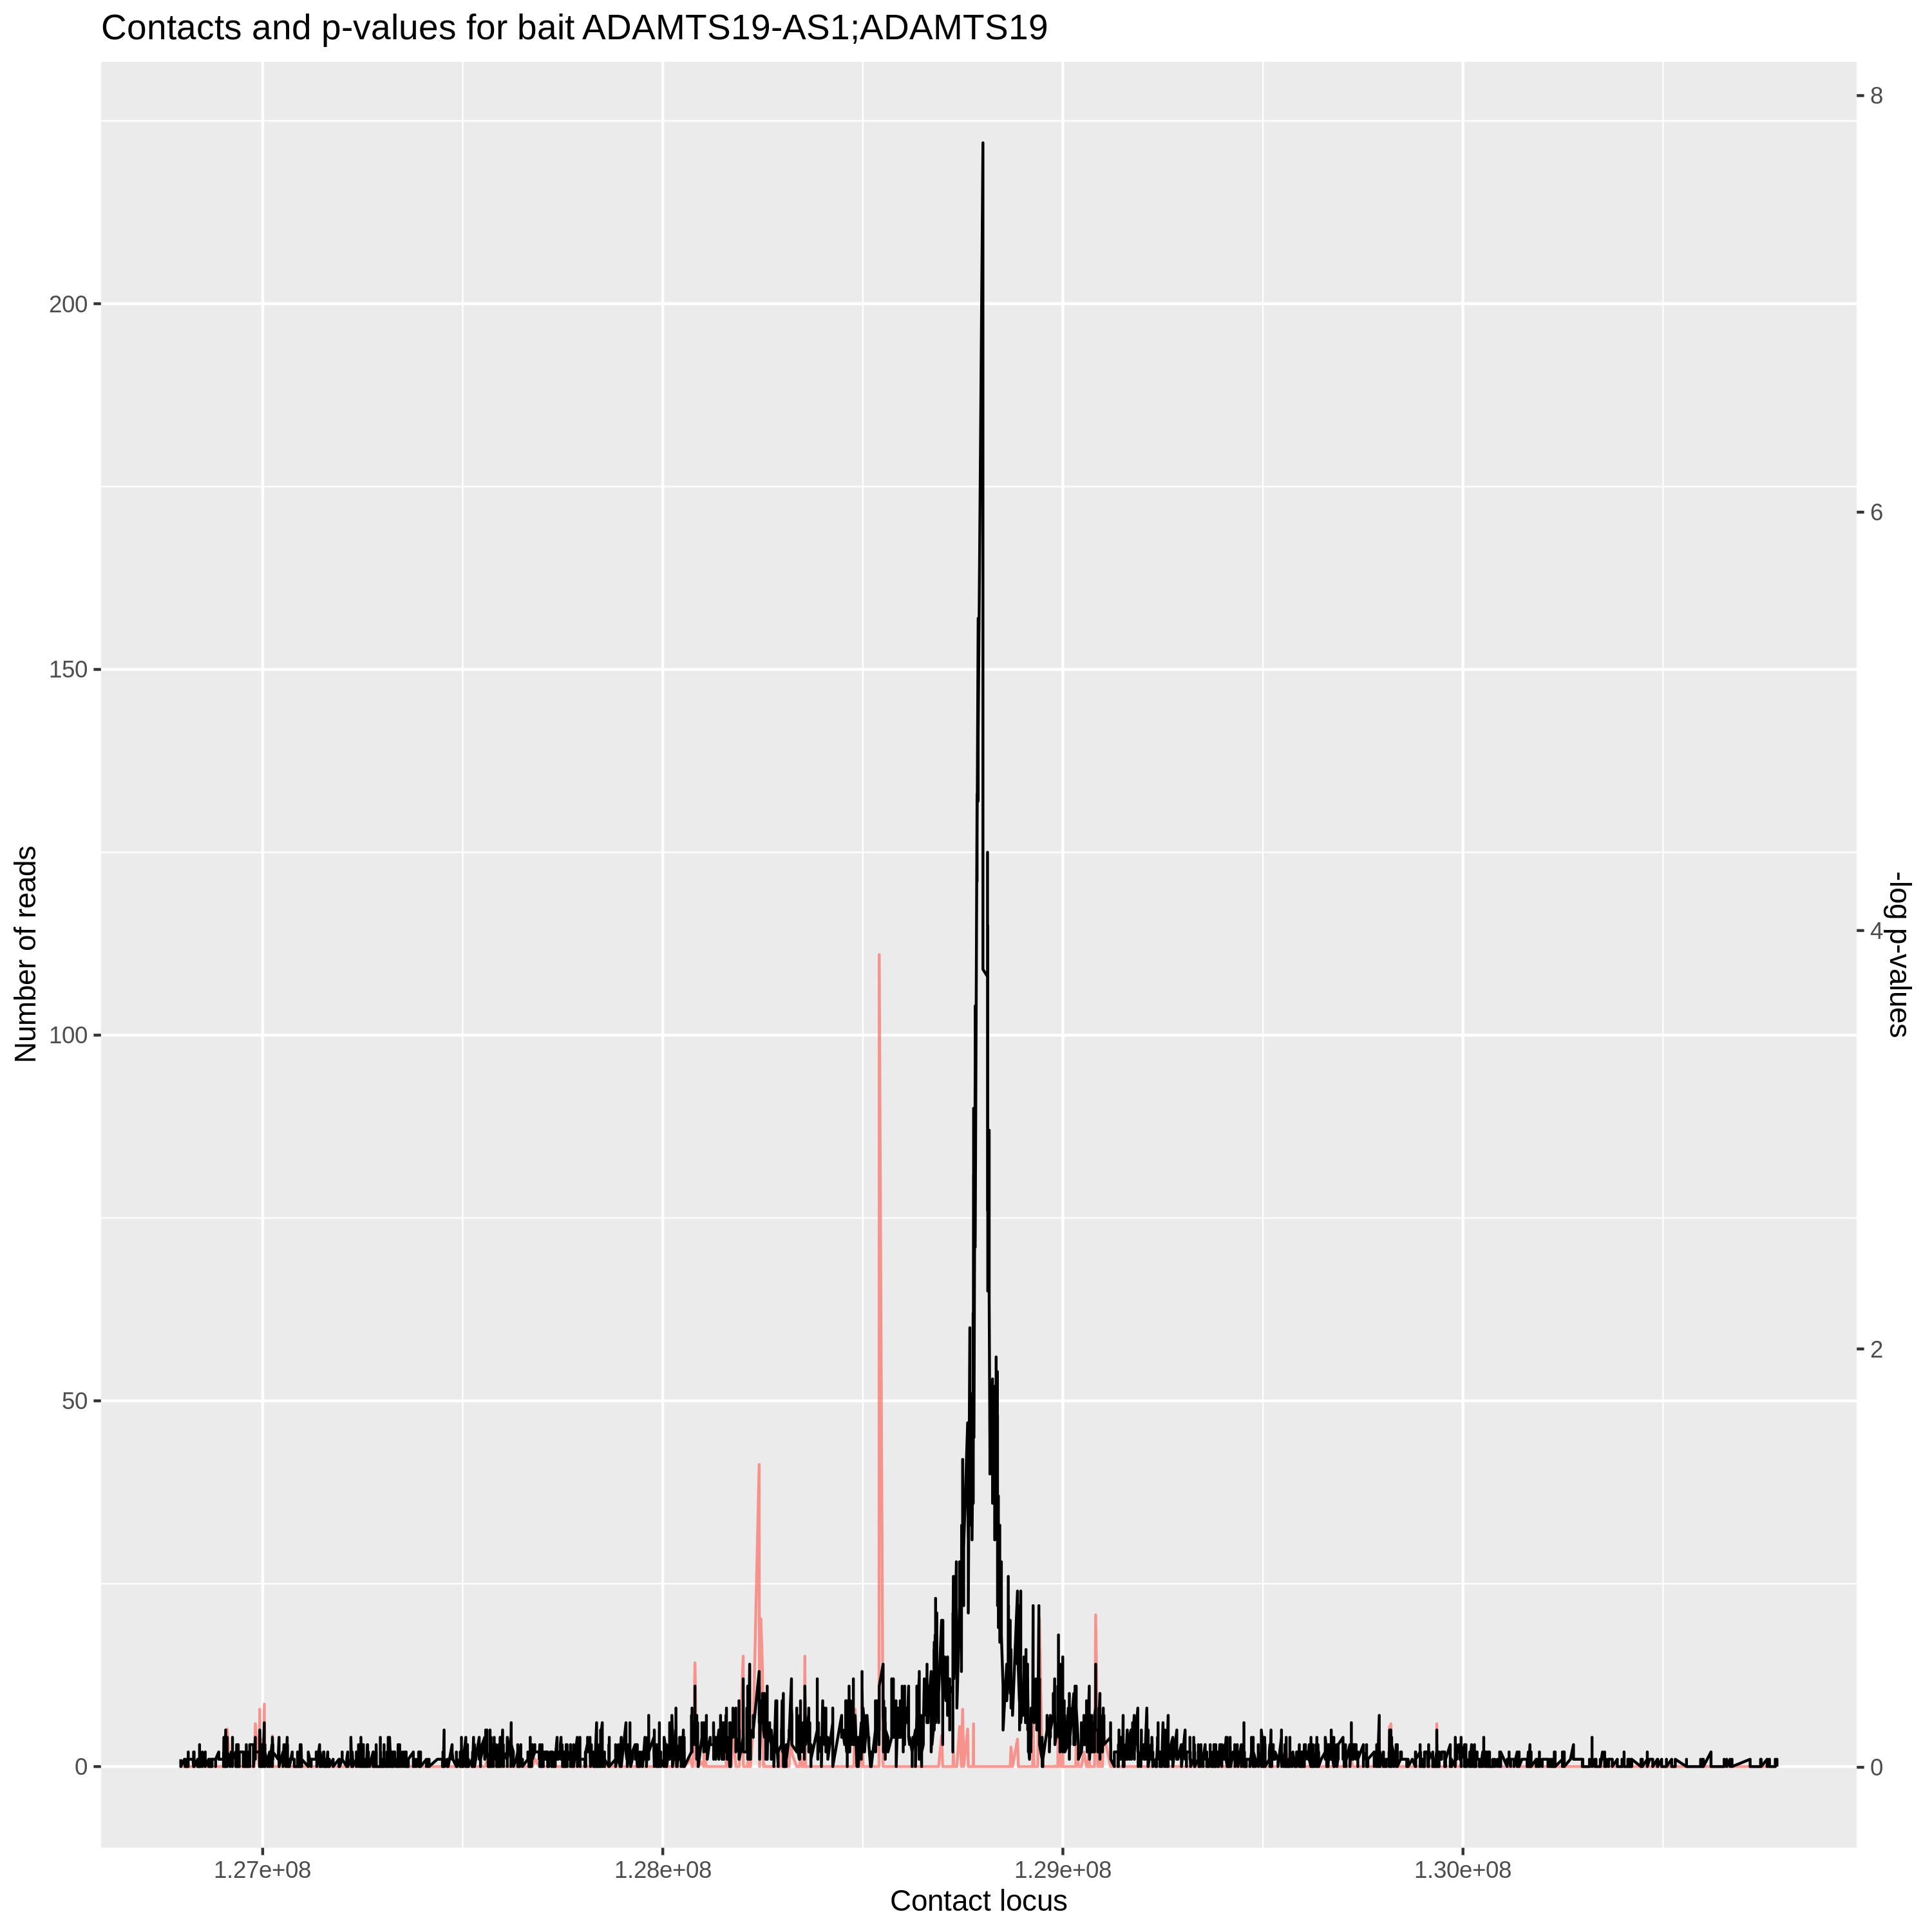 Contacts and p-values for bait ADAMTS19-AS1;ADAMTS19
8
200
6
150
4
100
2
50
0
0
Number of reads
-log p-values
1.27e+08 1.28e+08 1.29e+08 1.30e+08
Contact locus